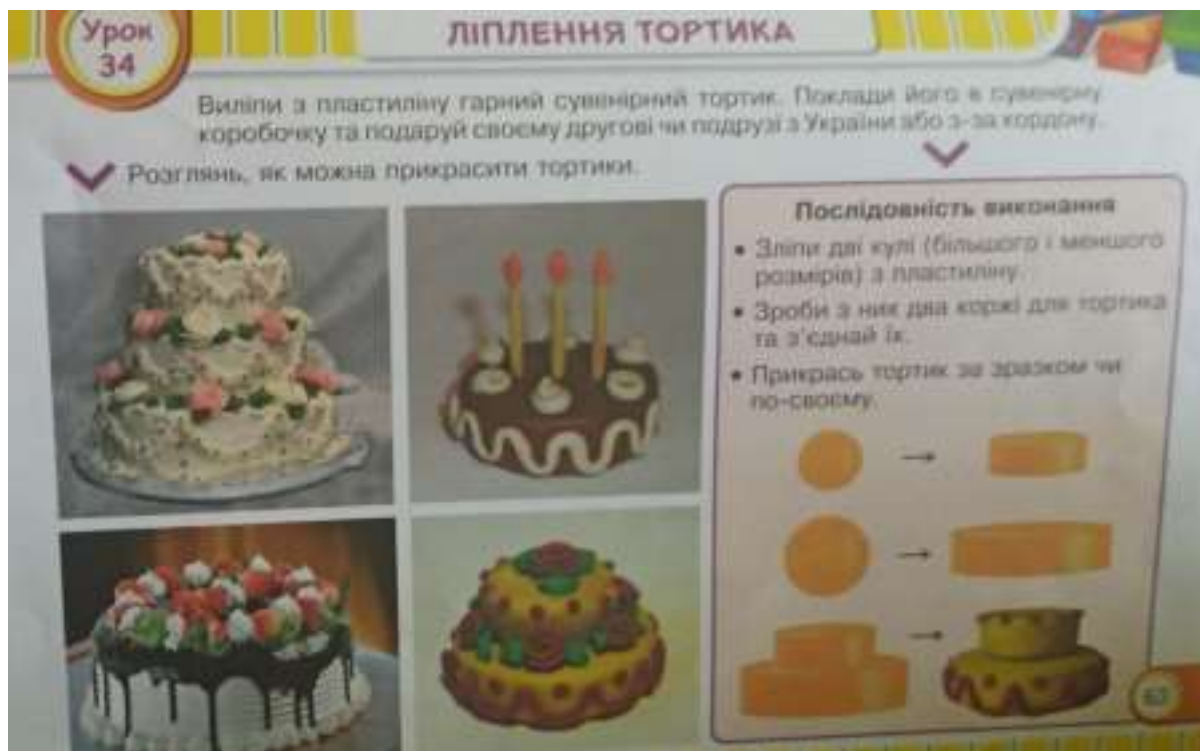 Урок
34
ЛІПЛЕННЯ ТОРТИКА
Виліпи з пластиліну гарний сувенірний тортик. Поклади його в сувенірну
коробочку та подаруй своєму другові чи подрузі з України або з-за кордону.
Розглянь, як можна прикрасити тортики.
Послідовність виконання
• Зліпи дві кулі (більшого і меншого
розмірів) з пластиліну.
• Зроби з них два коржі для тортика
та з'єднай їх.
• Прикрась тортик за зразком чи
по-своєму.
63